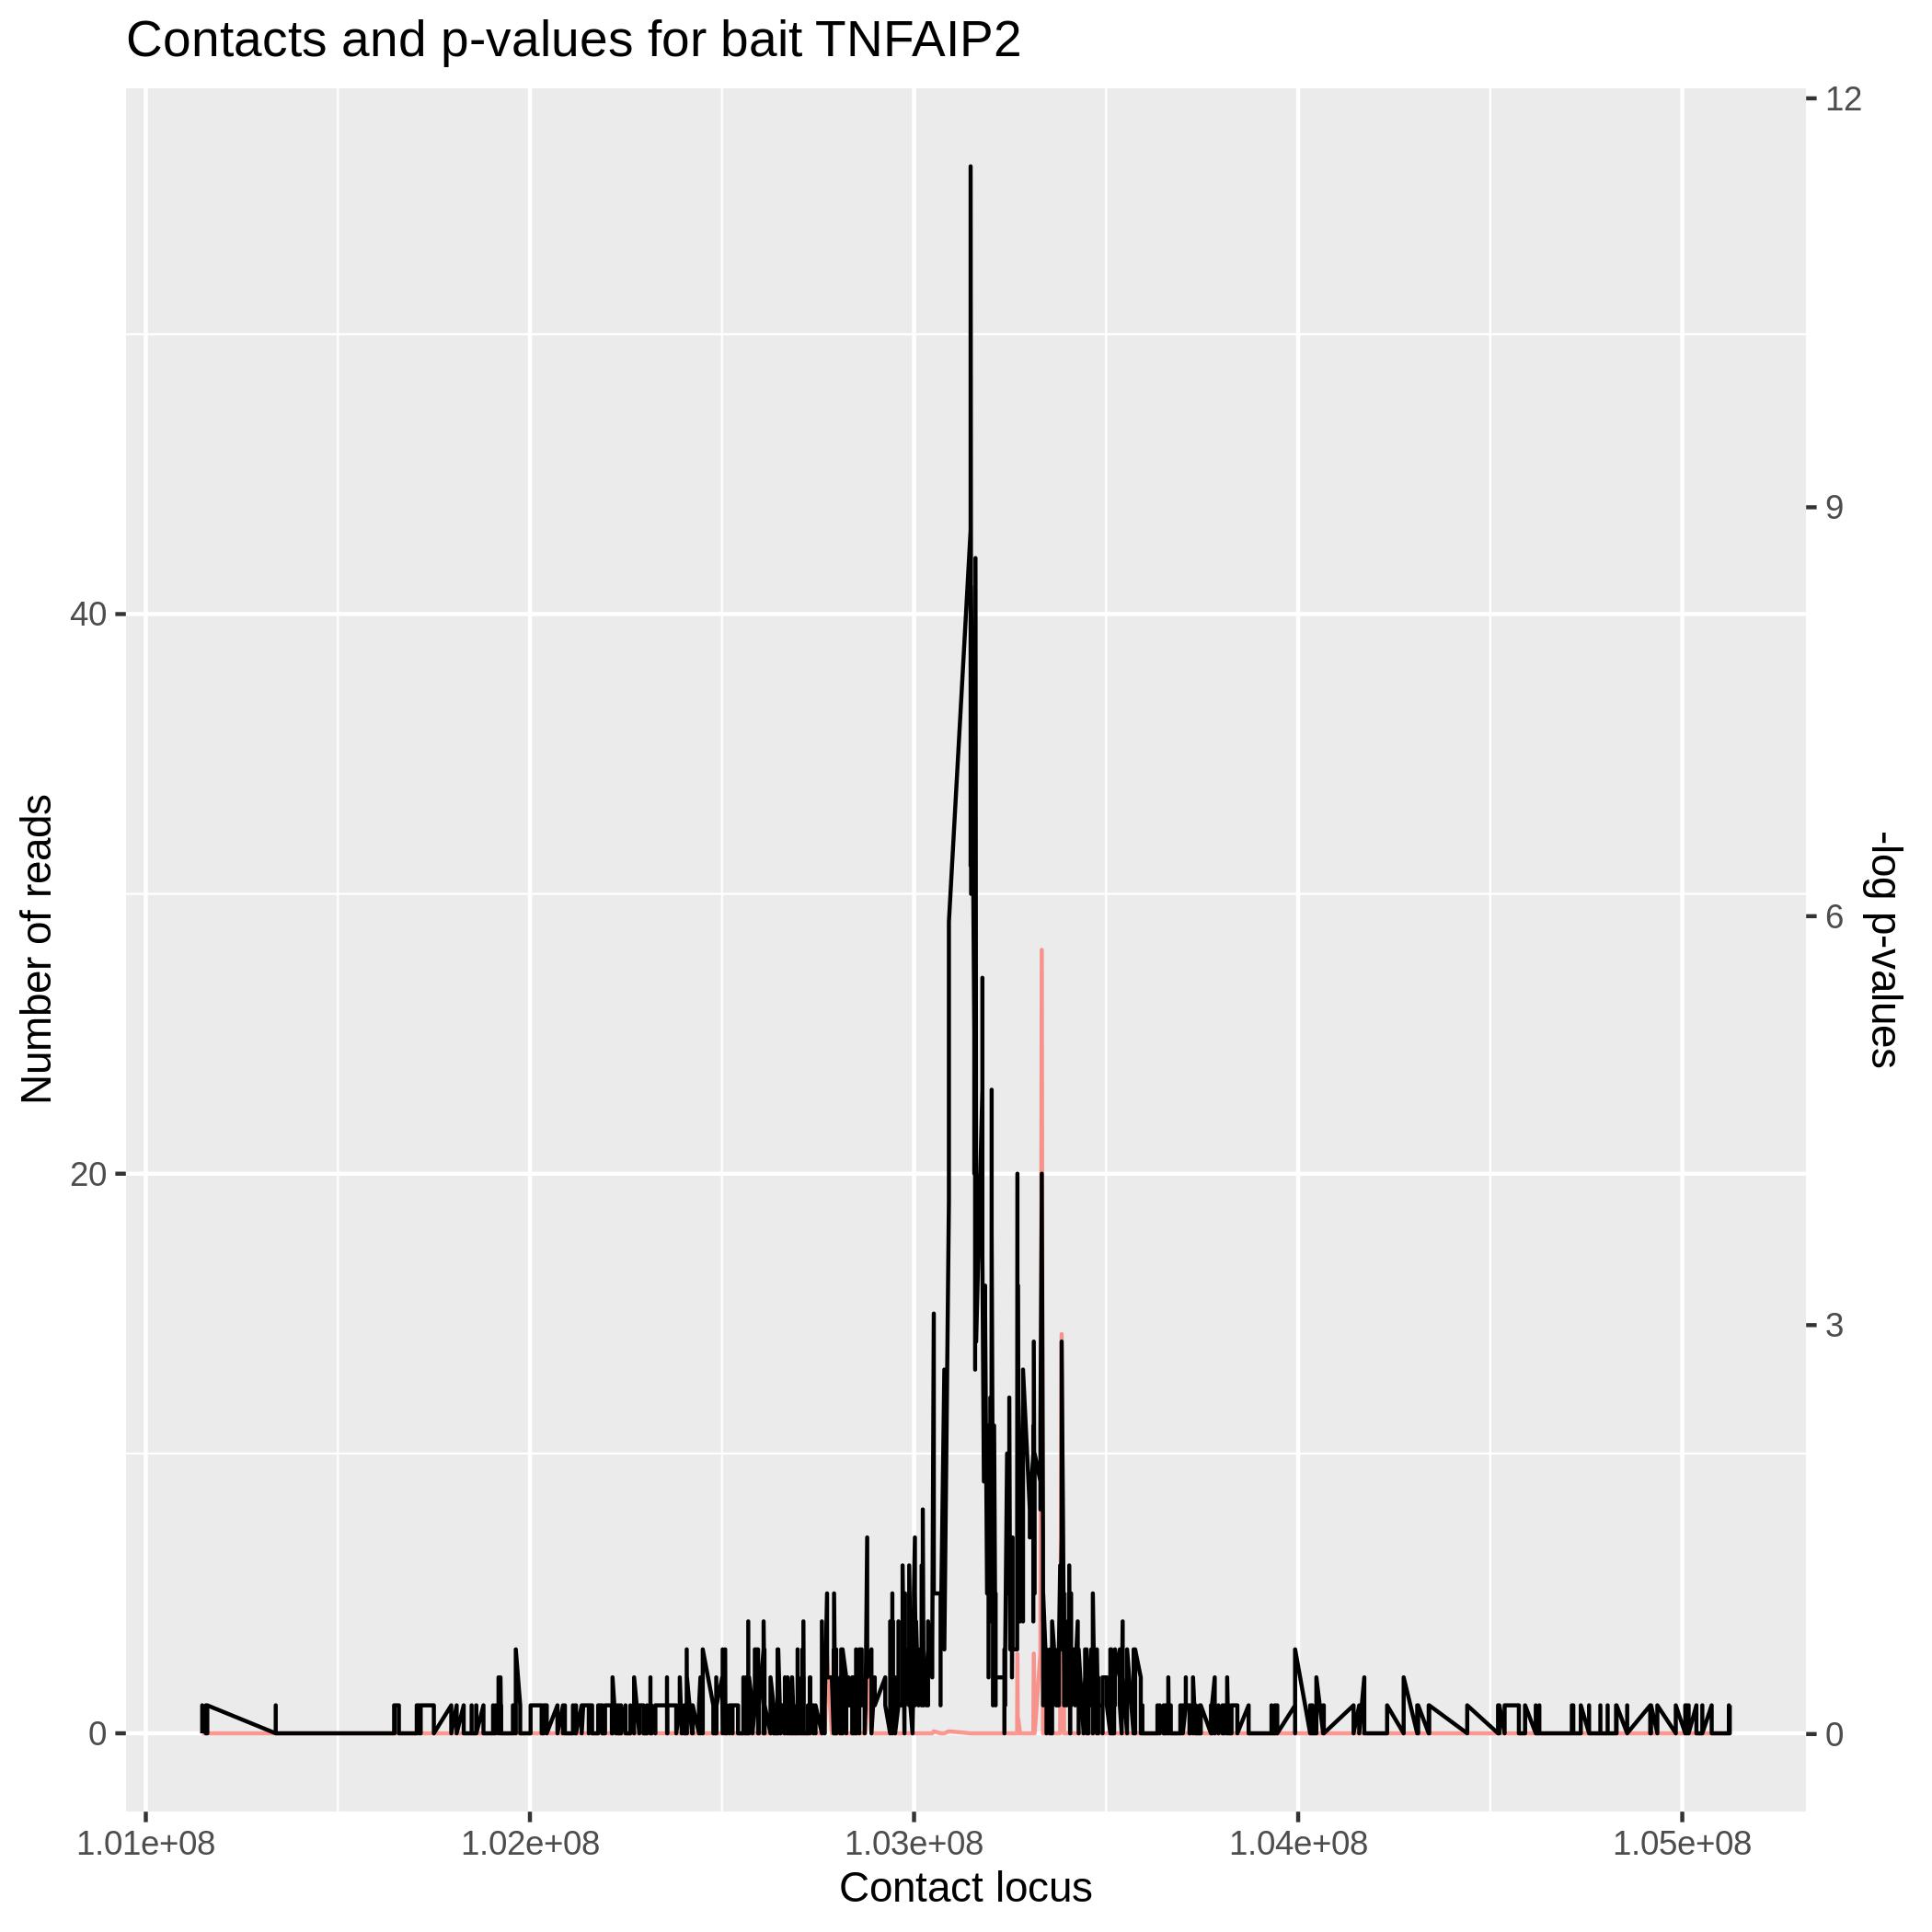 Contacts and p-values for bait TNFAIP2
12
9
6
3
0
-log p-values
40
20
0
Number of reads
1.01e+08 1.02e+08 1.03e+08 1.04e+08 1.05e+08
Contact locus